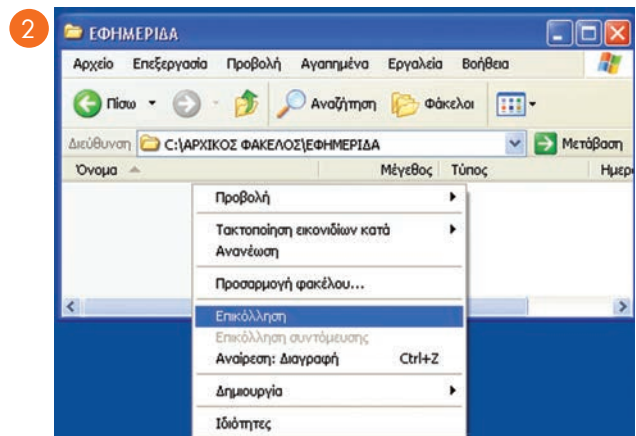 2
ΕΦΗΜΕΡΙΔΑ
Αρχείο Επεξεργασία Προβολή Αγαπημένα Εργαλεία Βοήθεια
Πίσω Αναζήτηση Φάκελοι
Διεύθυνση C:\ΑΡΧΙΚΟΣ ΦΑΚΕΛΟΣ\ΕΦΗΜΕΡΙΔΑ Μετάβαση
Όνομα Μέγεθος Τύπος Ημερ
Προβολή
Τακτοποίηση εικονιδίων κατά
Ανανέωση
Προσαρμογή φακέλου...
Επικόλληση
Επικόλληση συντόμευσης
Αναίρεση: Διαγραφή Ctrl+Z
Δημιουργία
Ιδιότητες